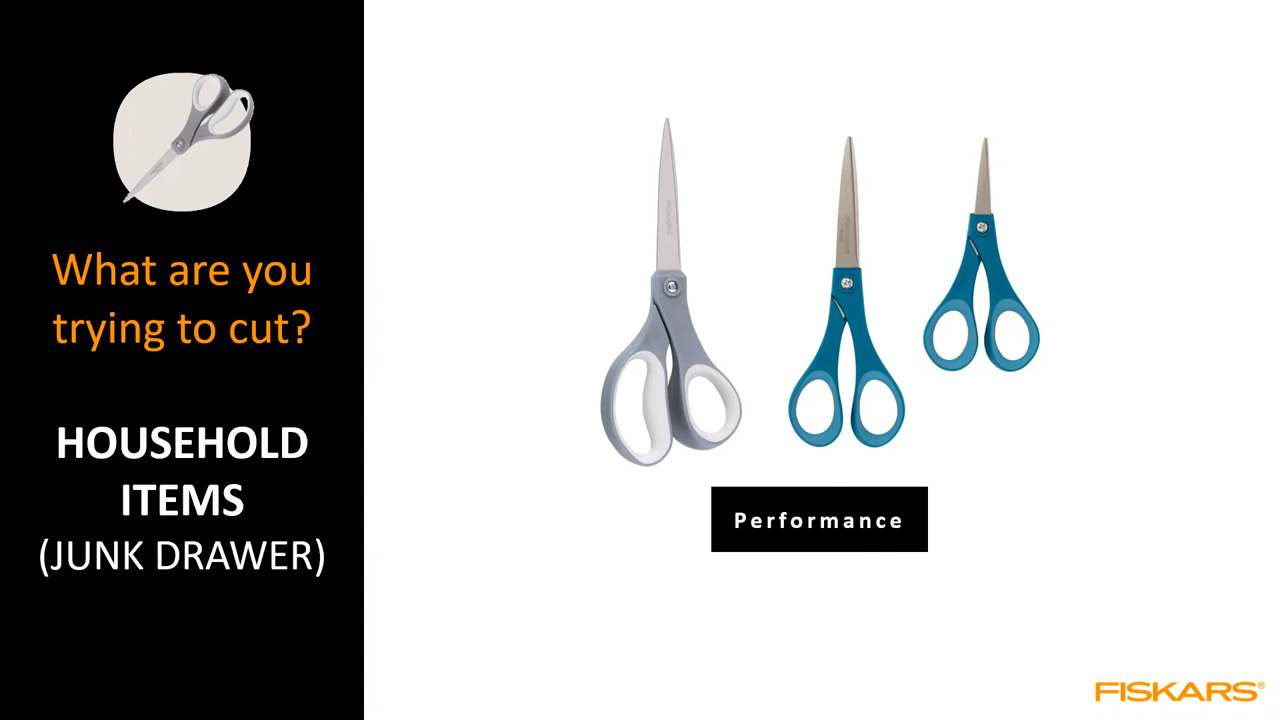 What are you
trying to cut?
HOUSEHOLD
ITEMS
(JUNK DRAWER)
Performance
FISKARS®